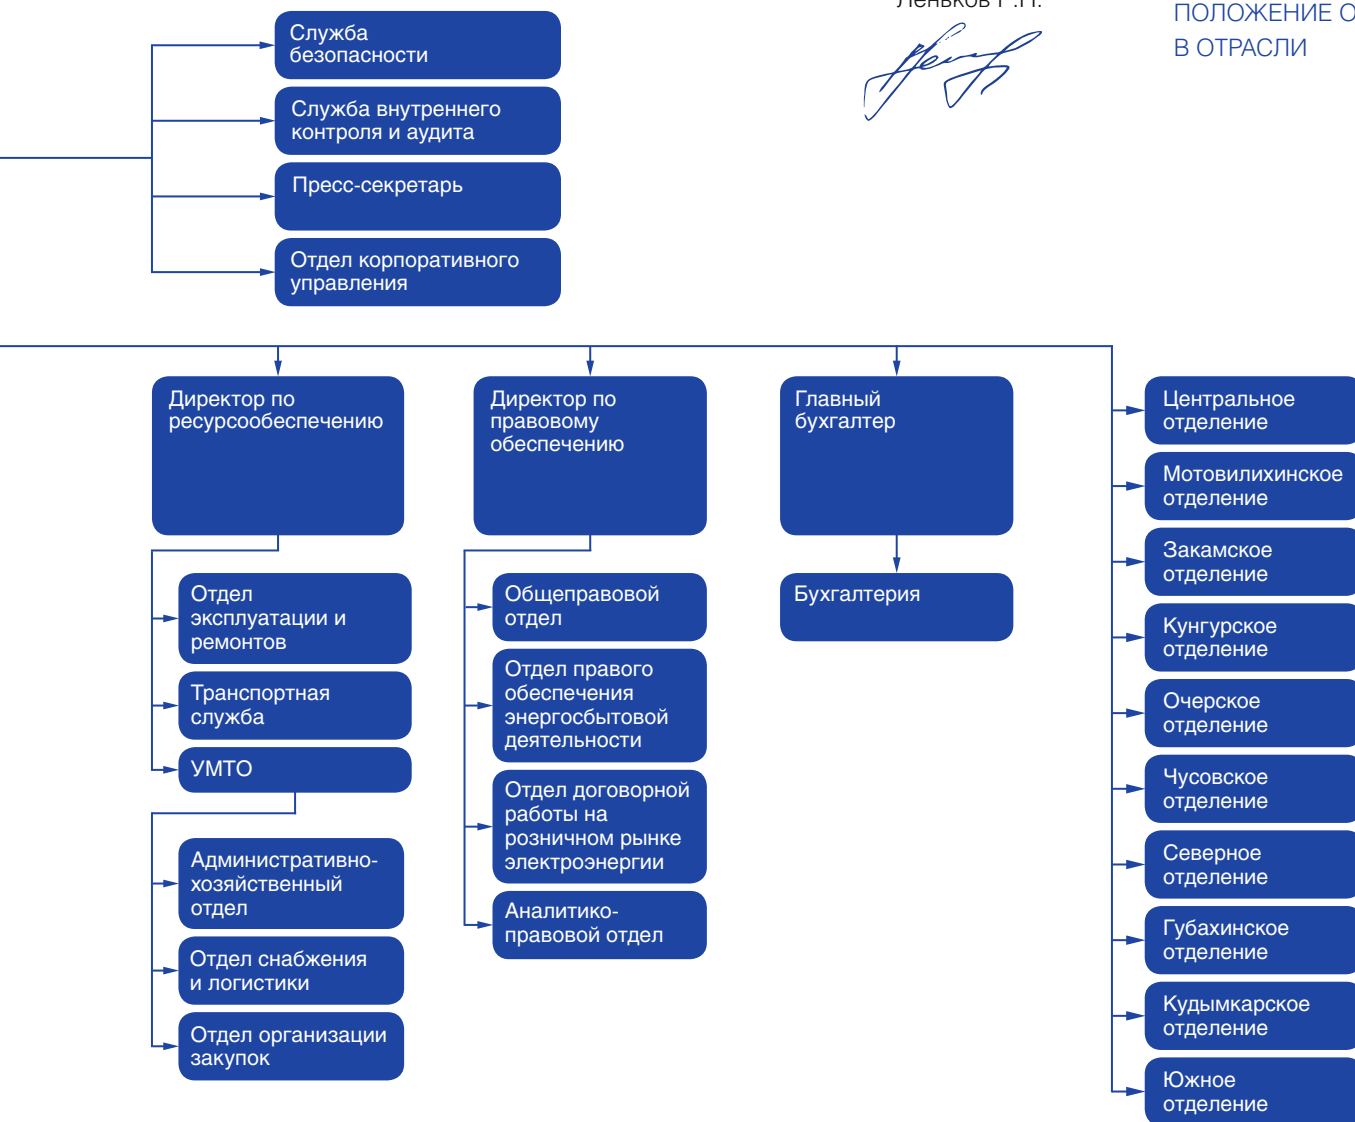 Леньков Г.П.
ПОЛОЖЕНИЕ О
В ОТРАСЛИ
Служба
безопасности
Служба внутреннего
контроля и аудита
Пресс-секретарь
Отдел корпоративного
управления
Директор по
ресурсообеспечению
Отдел
эксплуатации и
ремонтов
Транспортная
служба
УМТО
Административно-
хозяйственный
отдел
Отдел снабжения
и логистики
Отдел организации
закупок
Директор по
правовому
обеспечению
Общеправовой
отдел
Отдел правого
обеспечения
энергосбытовой
деятельности
Отдел договорной
работы на
розничном рынке
электроэнергии
Аналитико-
правовой отдел
Главный
бухгалтер
Бухгалтерия
Центральное
отделение
Мотовилихинское
отделение
Закамское
отделение
Кунгурское
отделение
Очерское
отделение
Чусовское
отделение
Северное
отделение
Губахинское
отделение
Кудымкарское
отделение
Южное
отделение